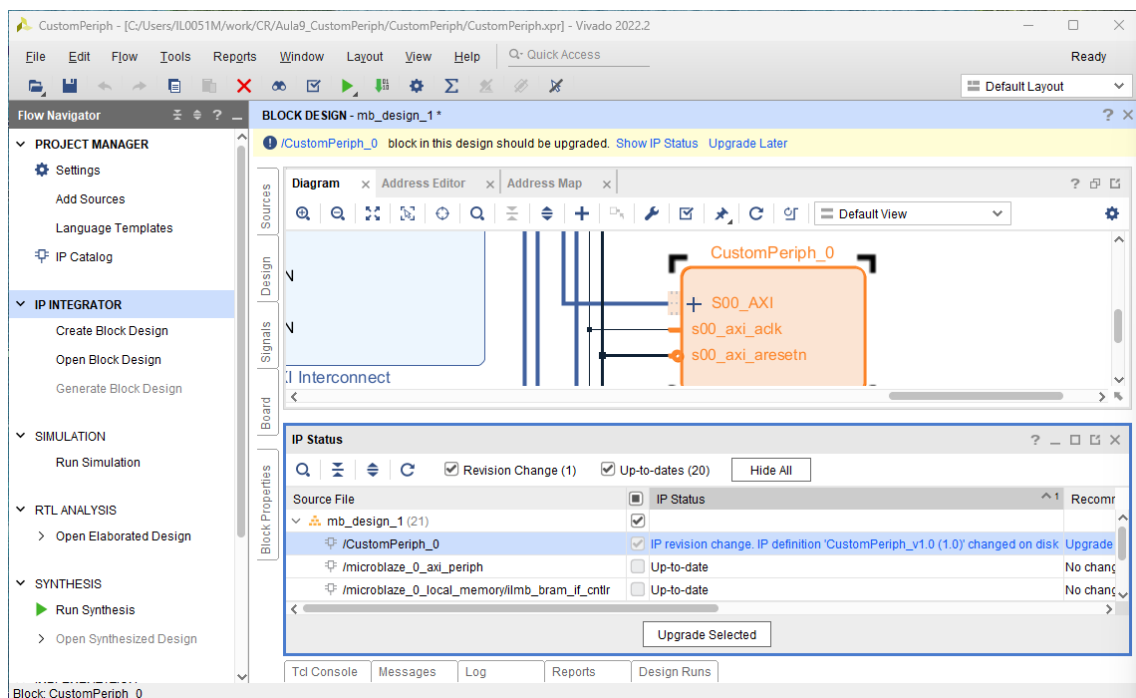 CustomPeriph - [C:/Users/IL0051M/work/CR/Aula9_CustomPeriph/CustomPeriph/CustomPeriph.xpr] - Vivado 2022.2
File Edit Flow Tools Reports Window Layout View Help Q- Quick Access Ready
Default Layout
Flow Navigator
PROJECT MANAGER
Settings
Add Sources
Language Templates
IP Catalog
IP INTEGRATOR
Create Block Design
Open Block Design
Generate Block Design
SIMULATION
Run Simulation
RTL ANALYSIS
Open Elaborated Design
SYNTHESIS
Run Synthesis
Open Synthesized Design
BLOCK DESIGN - mb_design_1 *
/CustomPeriph_0 block in this design should be upgraded. Show IP Status Upgrade Later
Sources
Design
Signals
Board
Block Properties
Diagram Address Editor Address Map
Default View
CustomPeriph_0
S00_AXI
s00_axi_aclk
s00_axi_aresetn
N
N
I Interconnect
IP Status
Revision Change (1) Up-to-dates (20) Hide All
Source File IP Status 1 Recomm
mb_design_1 (21)
/CustomPeriph_0 IP revision change. IP definition 'CustomPeriph_v1.0 (1.0)' changed on disk Upgrade
/microblaze_0_axi_periph Up-to-date No chang
/microblaze_0_local_memory/ilmb_bram_if_cntlr Up-to-date No chang
Upgrade Selected
Tcl Console Messages Log Reports Design Runs
Block: CustomPeriph_0